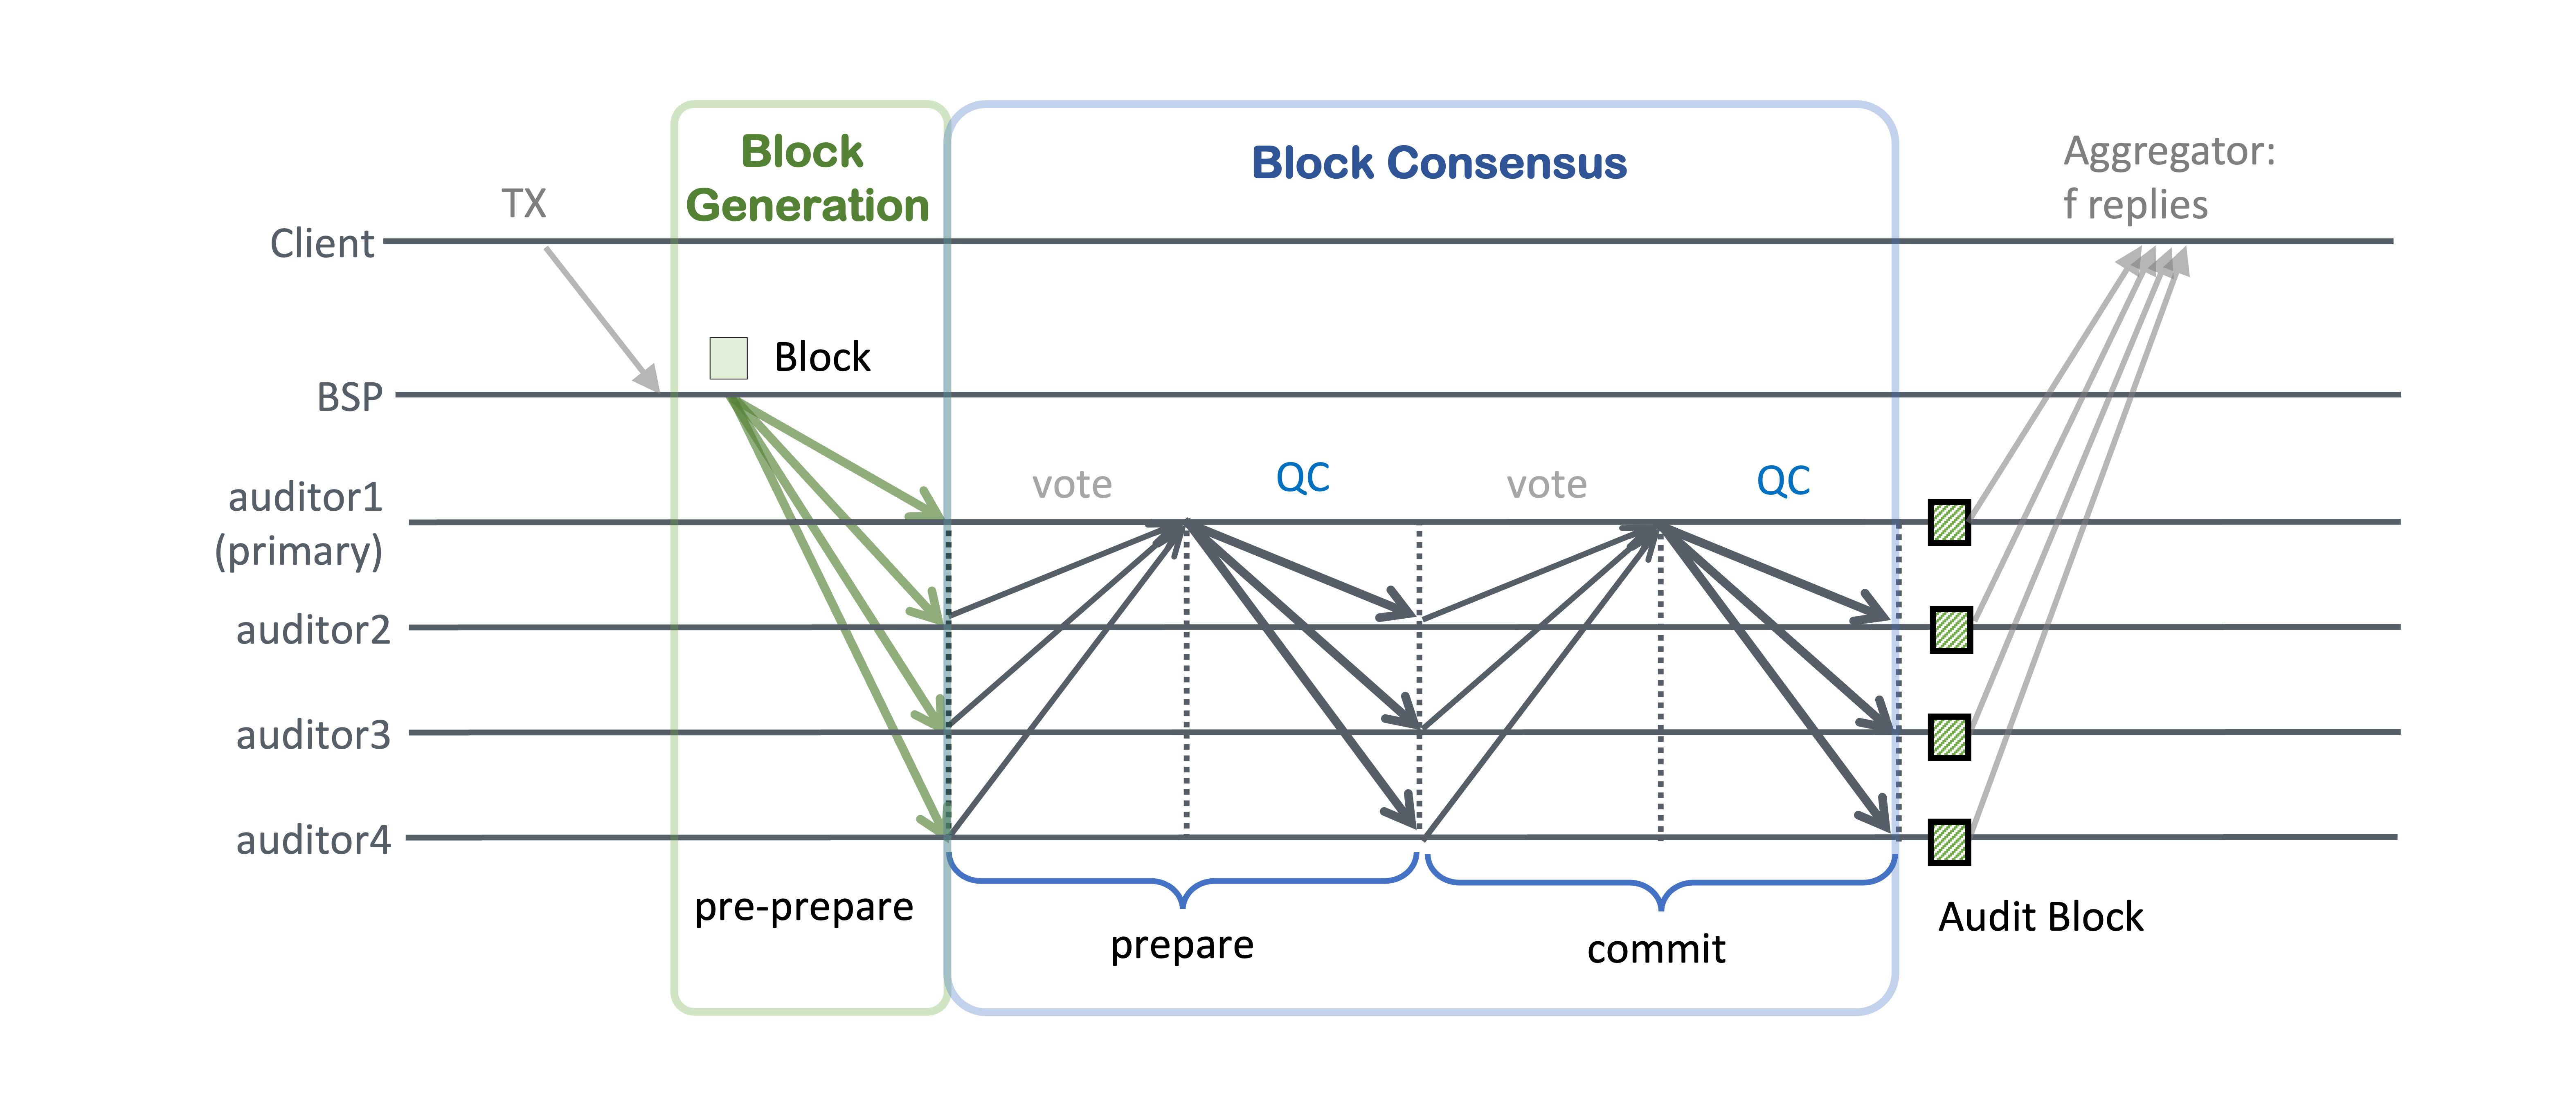 Block
Generation
Block Consensus
Aggregator:
f replies
TX
Client
Block
BSP
vote
QC
vote
QC
auditor1
(primary)
auditor2
auditor3
auditor4
pre-prepare
prepare
commit
Audit Block